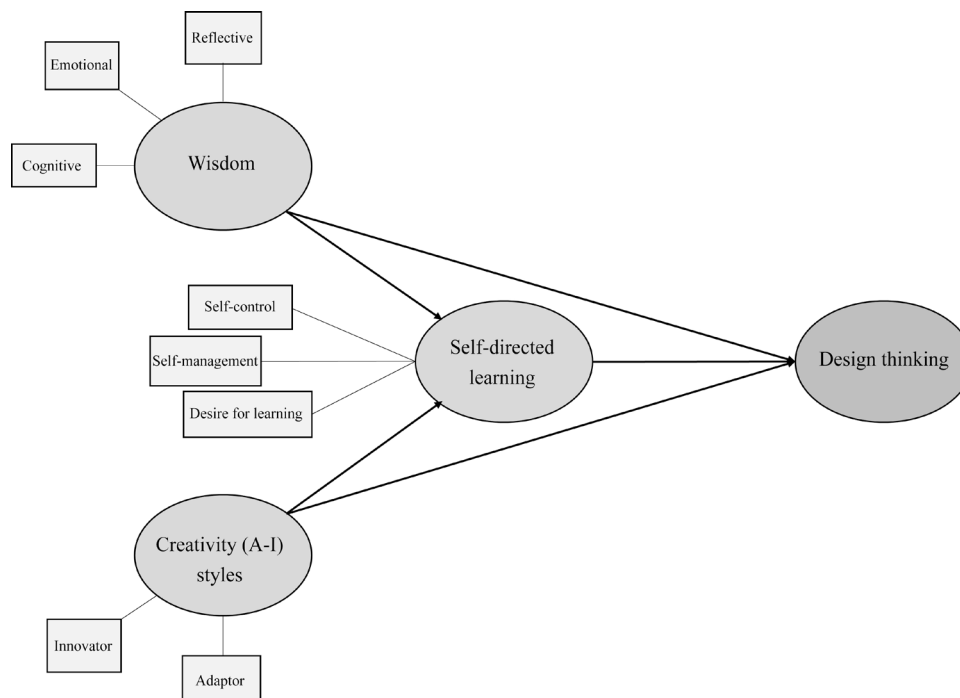 Reflective
Emotional
Cognitive
Wisdom
Self-control
Self-management
Desire for learning
Self-directed
learning
Design thinking
Creativity (A-I)
styles
Innovator
Adaptor